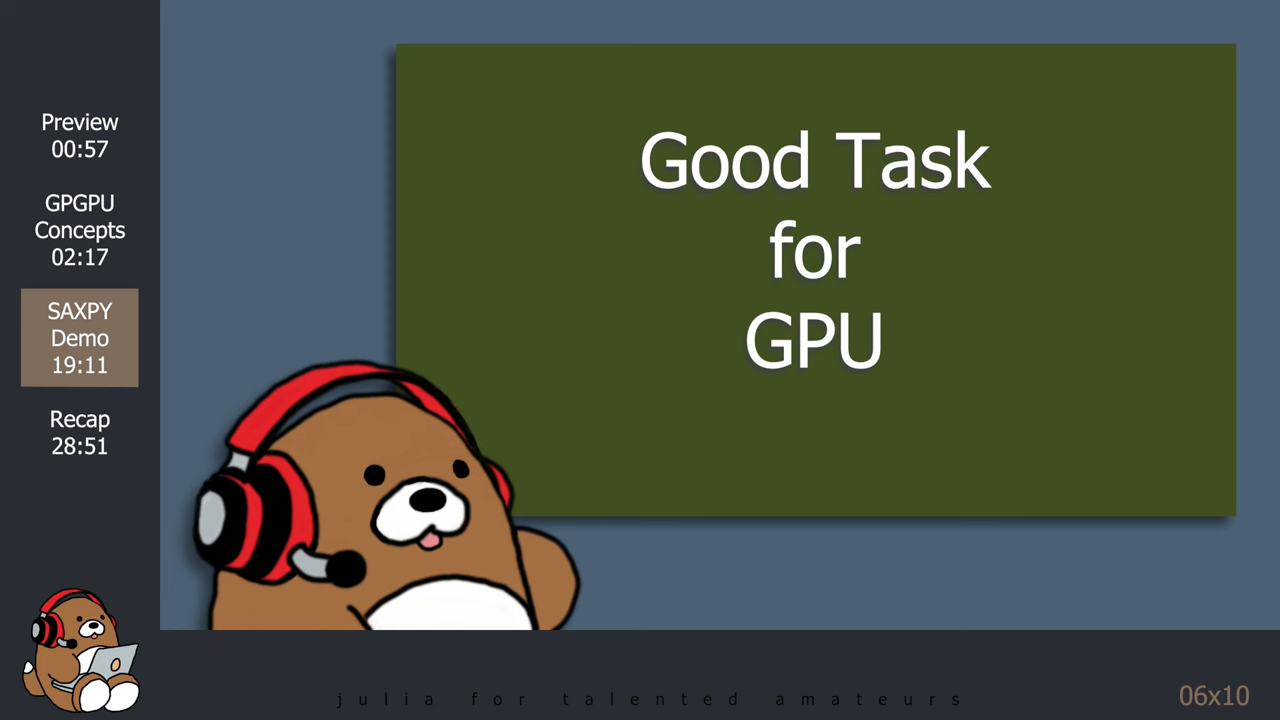 Preview
00:57
GPGPU
Concepts
02:17
SAXPY
Demo
19:11
Recap
28:51
Good Task
for
GPU
julia for talented amateurs
06x10